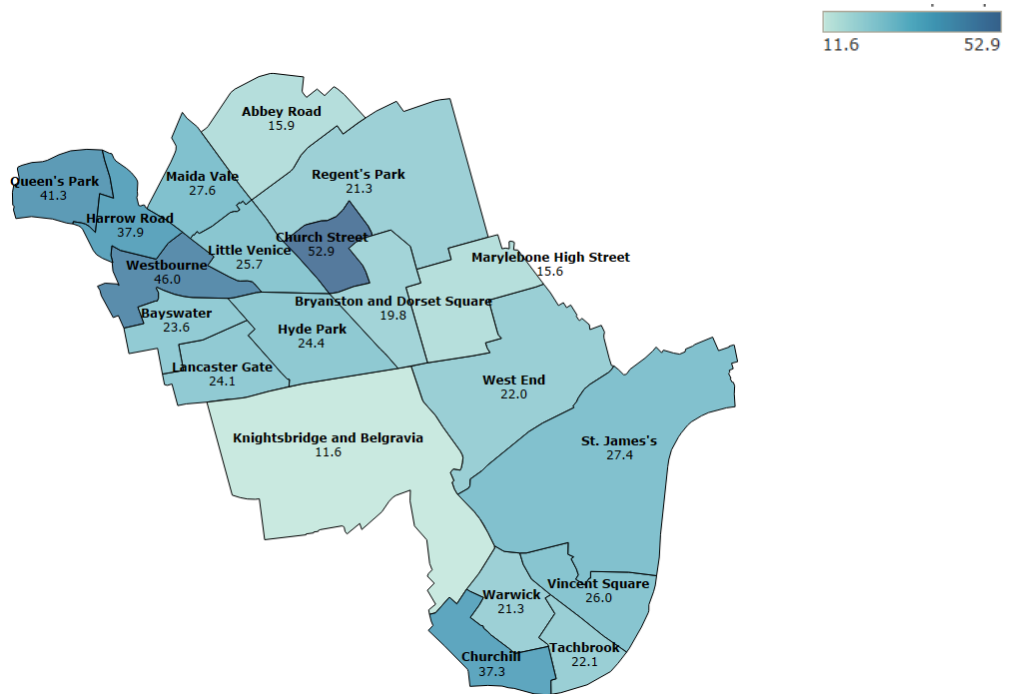 11.6 52.9
Abbey Road
15.9
Regent's Park
21.3
Maida Vale
27.6
Queen's Park
41.3
Harrow Road
37.9
Church Street
52.9
Little Venice
25.7
Westbourne
46.0
Marylebone High Street
15.6
Bryanston and Dorset Square
19.8
Bayswater
23.6
Hyde Park
24.4
Lancaster Gate
24.1
West End
22.0
Knightsbridge and Belgravia
11.6
St. James's
27.4
Vincent Square
26.0
Warwick
21.3
Tachbrook
22.1
Churchill
37.3